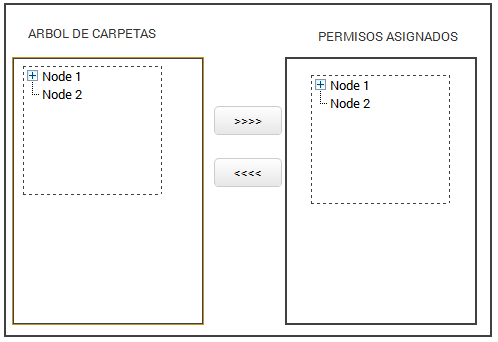 ARBOL DE CARPETAS
PERMISOS ASIGNADOS
Node 1
Node 2
>>>>
<<<<
Node 1
Node 2